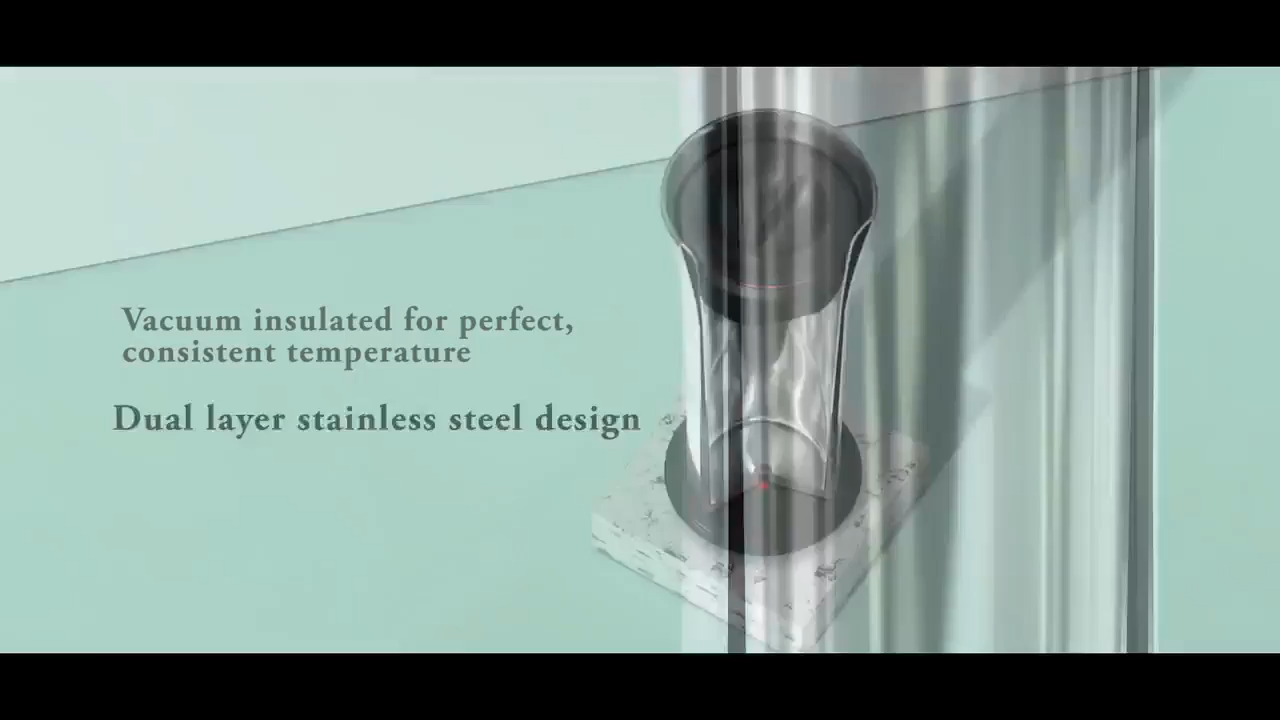 Vacuum insulated for perfect,
consistent temperature
Dual layer stainless steel design